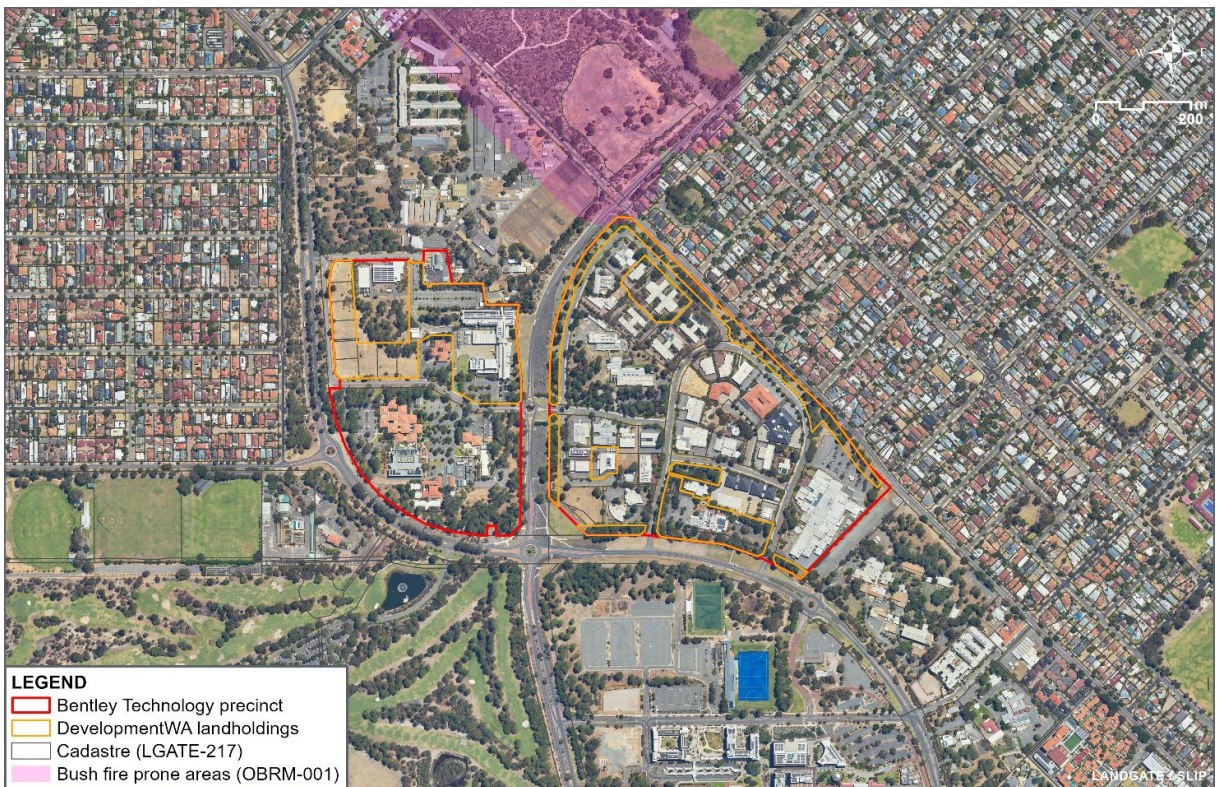 W E
m
0 200
LEGEND
Bentley Technology precinct
DevelopmentWA landholdings
Cadastre (LGATE-217)
Bush fire prone areas (OBRM-001)
LANDGATE / SLIP